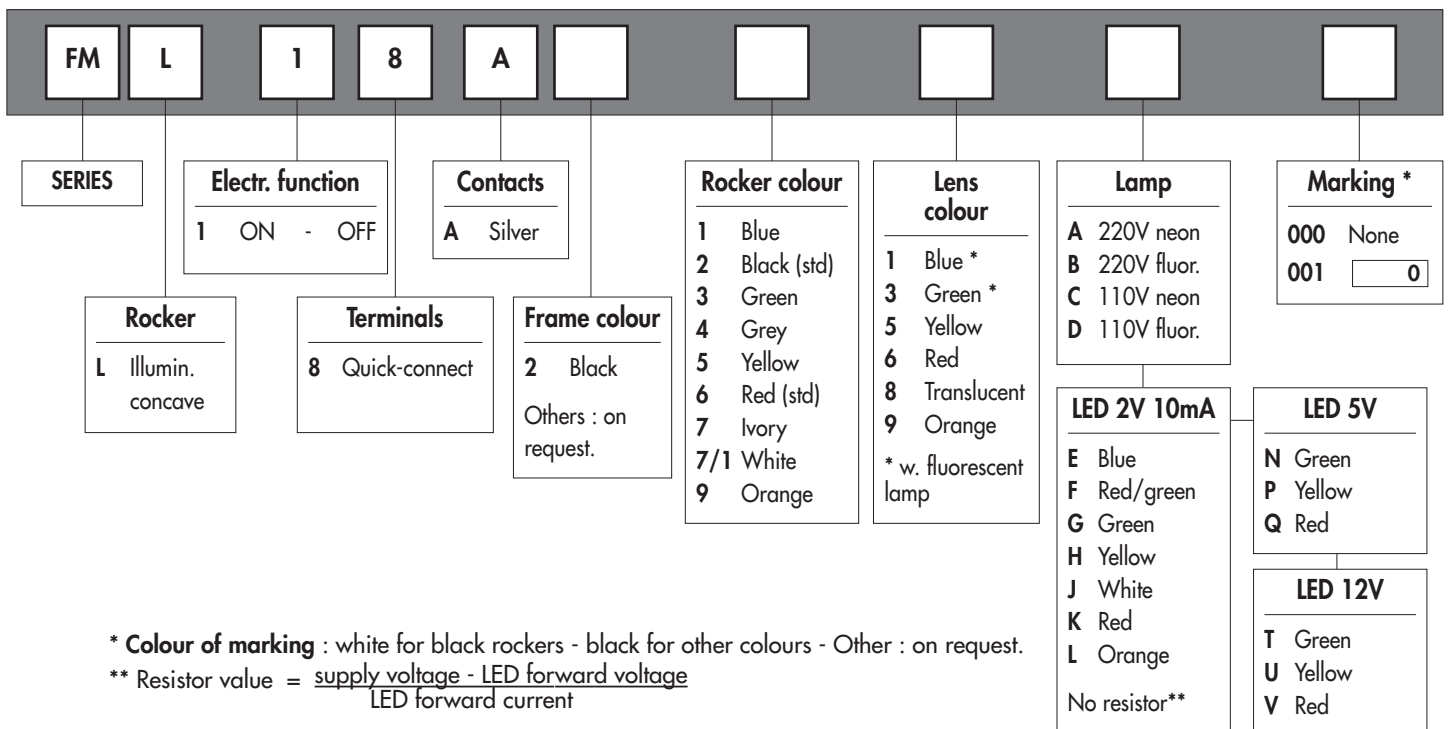 FM L 1 8 A
SERIES
Electr. function
1 ON - OFF
Contacts
A Silver
Rocker colour
1 Blue
2 Black (std)
3 Green
4 Grey
5 Yellow
6 Red (std)
7 Ivory
7/1 White
9 Orange
Lens
colour
1 Blue *
3 Green *
5 Yellow
6 Red
8 Translucent
9 Orange
* w. fluorescent
lamp
Lamp
A 220V neon
B 220V fluor.
C 110V neon
D 110V fluor.
Marking *
000 None
001 0
Rocker
L Illumin.
concave
Terminals
8 Quick-connect
Frame colour
2 Black
Others : on
request.
LED 2V 10mA
E Blue
F Red/green
G Green
H Yellow
J White
K Red
L Orange
No resistor**
LED 5V
N Green
P Yellow
Q Red
LED 12V
T Green
U Yellow
V Red
* Colour of marking : white for black rockers - black for other colours - Other : on request.
** Resistor value = supply voltage - LED forward voltage
LED forward current